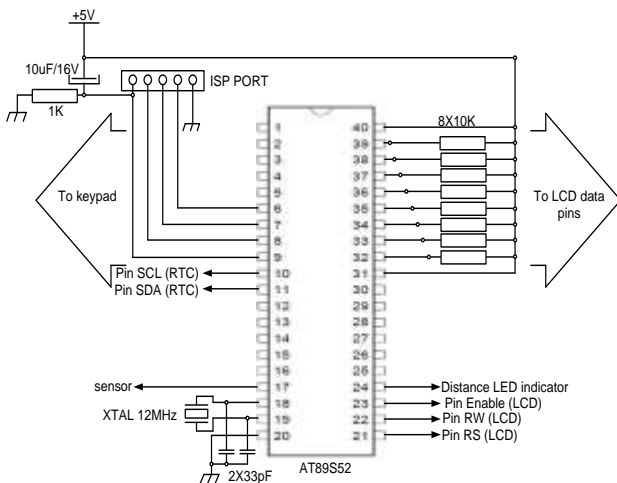 +5V
10uF/16V
ISP PORT
1K
8X10K
1
2
3
4
5
6
7
8
9
10
11
12
13
14
15
16
17
18
19
20
40
39
38
37
36
35
34
33
32
31
30
29
28
27
26
25
24
23
22
21
To keypad
To LCD data
pins
Pin SCL (RTC)
Pin SDA (RTC)
sensor
XTAL 12MHz
2X33pF
AT89S52
Distance LED indicator
Pin Enable (LCD)
Pin RW (LCD)
Pin RS (LCD)